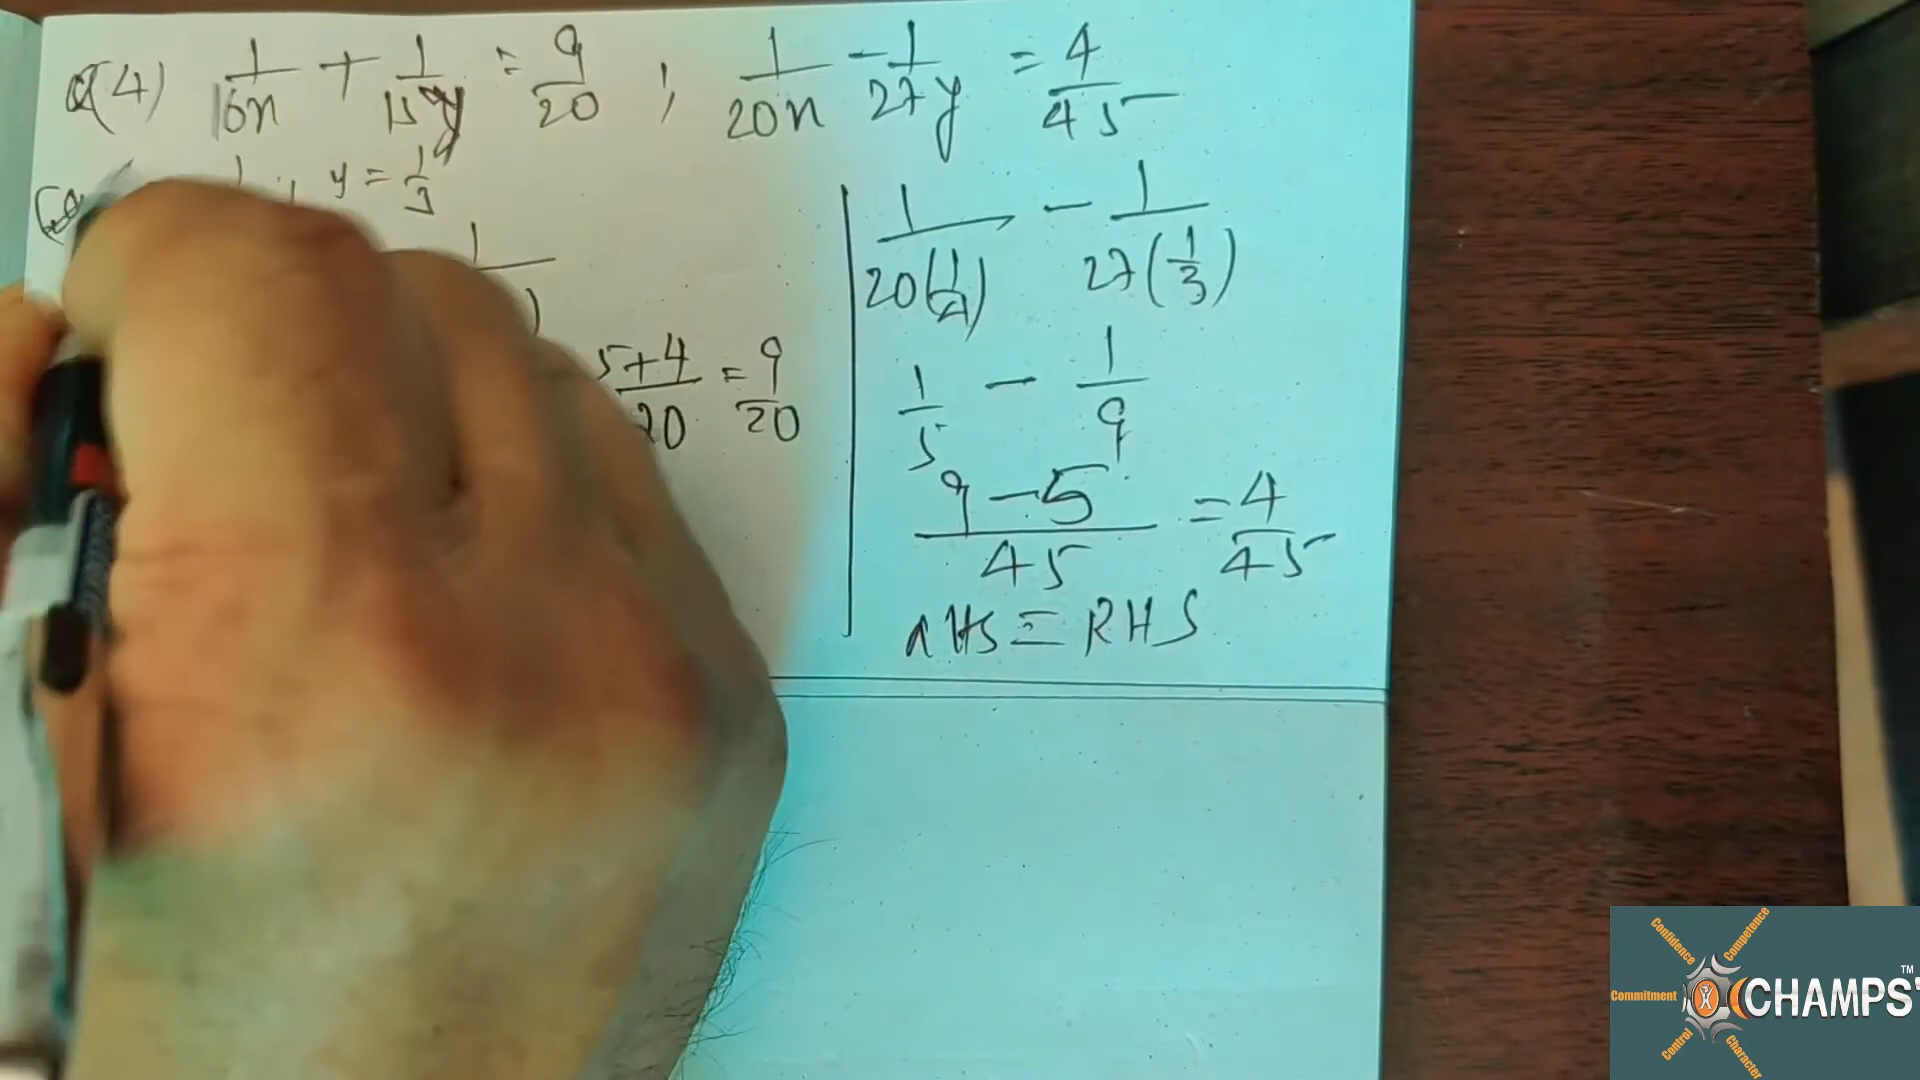 Q4) 1/16x + 1/15y = 9/20 ; 1/20x - 1/27y = 4/45
y = 1/3
5+4/20 = 9/20
1/20(1/4) - 1/27(1/3)
1/5 - 1/9
9-5/45 = 4/45
LHS = RHS
Confidence
Competence
Commitment
CHAMPS™
Control
Character